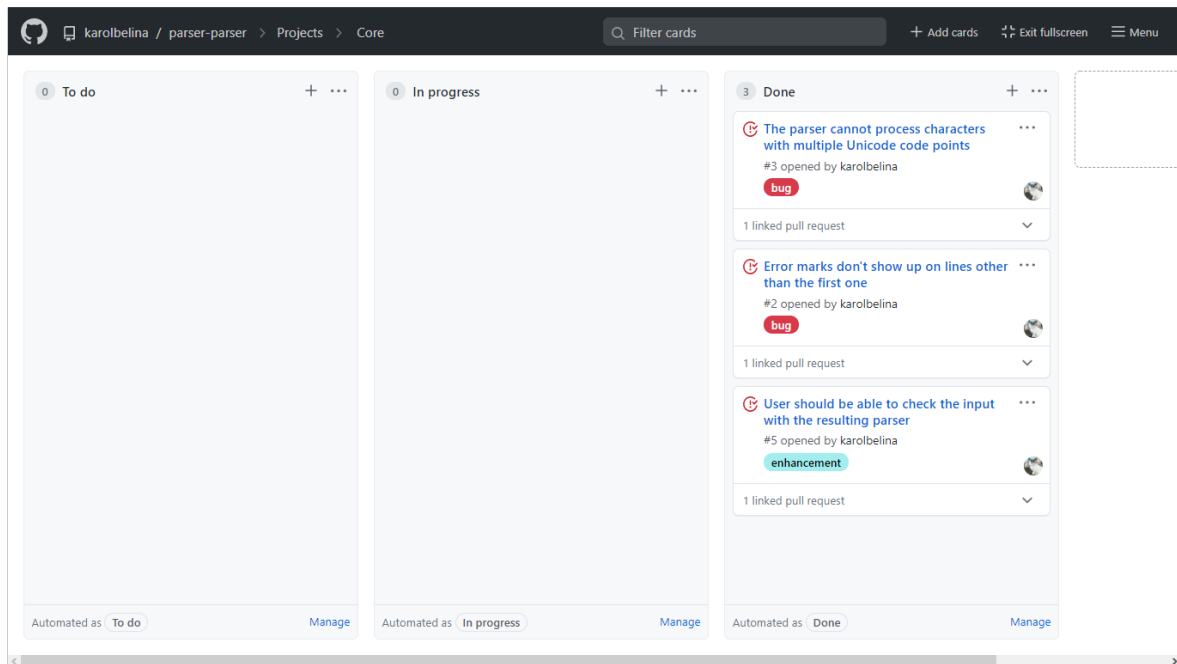 karolbelina / parser-parser > Projects > Core
Filter cards
+ Add cards
Exit fullscreen
Menu
0 To do
0 In progress
3 Done
The parser cannot process characters
with multiple Unicode code points
#3 opened by karolbelina
bug
1 linked pull request
Error marks don't show up on lines other
than the first one
#2 opened by karolbelina
bug
1 linked pull request
User should be able to check the input
with the resulting parser
#5 opened by karolbelina
enhancement
1 linked pull request
Automated as To do
Manage
Automated as In progress
Manage
Automated as Done
Manage